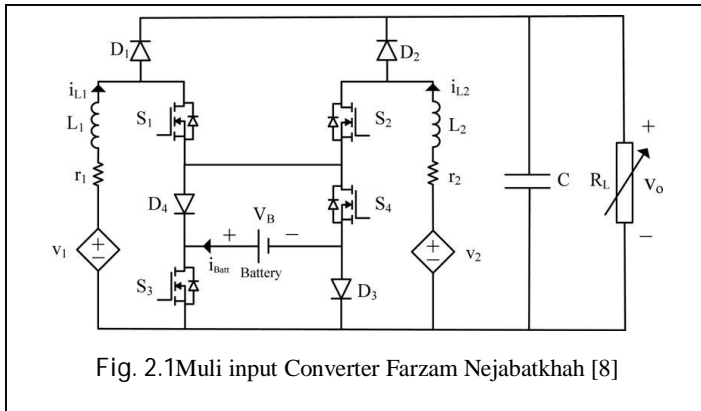 D1 D2
iL1 iL2
L1 S1 S2 L2
r1 r2
D4 S4 C RL + vo −
v1 + − VB + − v2
iBatt Battery
S3 D3
Fig. 2.1Muli input Converter Farzam Nejabatkhah [8]